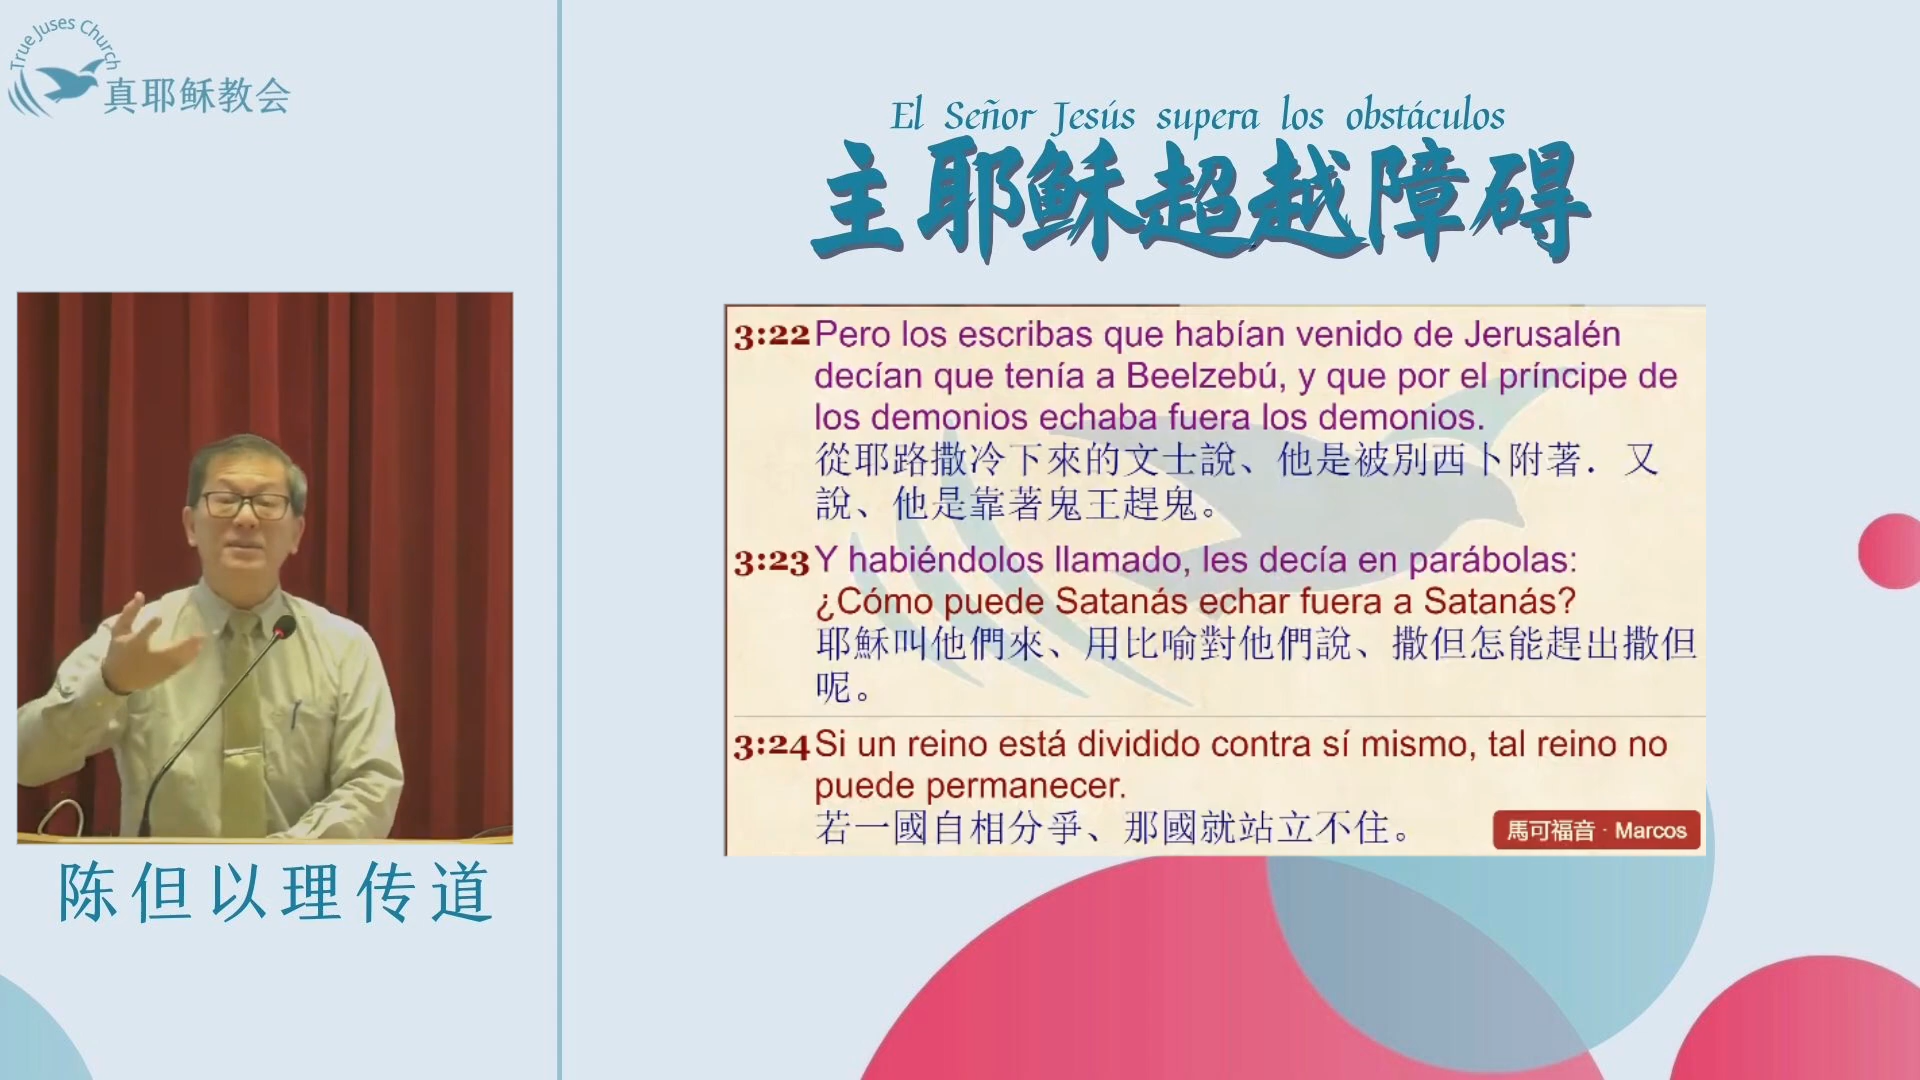 True Juses Church
真耶稣教会
El Señor Jesús supera los obstáculos
主耶稣超越障碍
3:22 Pero los escribas que habían venido de Jerusalén
decían que tenía a Beelzebú, y que por el príncipe de
los demonios echaba fuera los demonios.
從耶路撒冷下來的文士說、他是被別西卜附著．又
說、他是靠著鬼王趕鬼。
3:23 Y habiéndolos llamado, les decía en parábolas:
¿Cómo puede Satanás echar fuera a Satanás?
耶穌叫他們來、用比喻對他們說、撒但怎能趕出撒但
呢。
3:24 Si un reino está dividido contra sí mismo, tal reino no
puede permanecer.
若一國自相分爭、那國就站立不住。
馬可福音 · Marcos
陈但以理传道